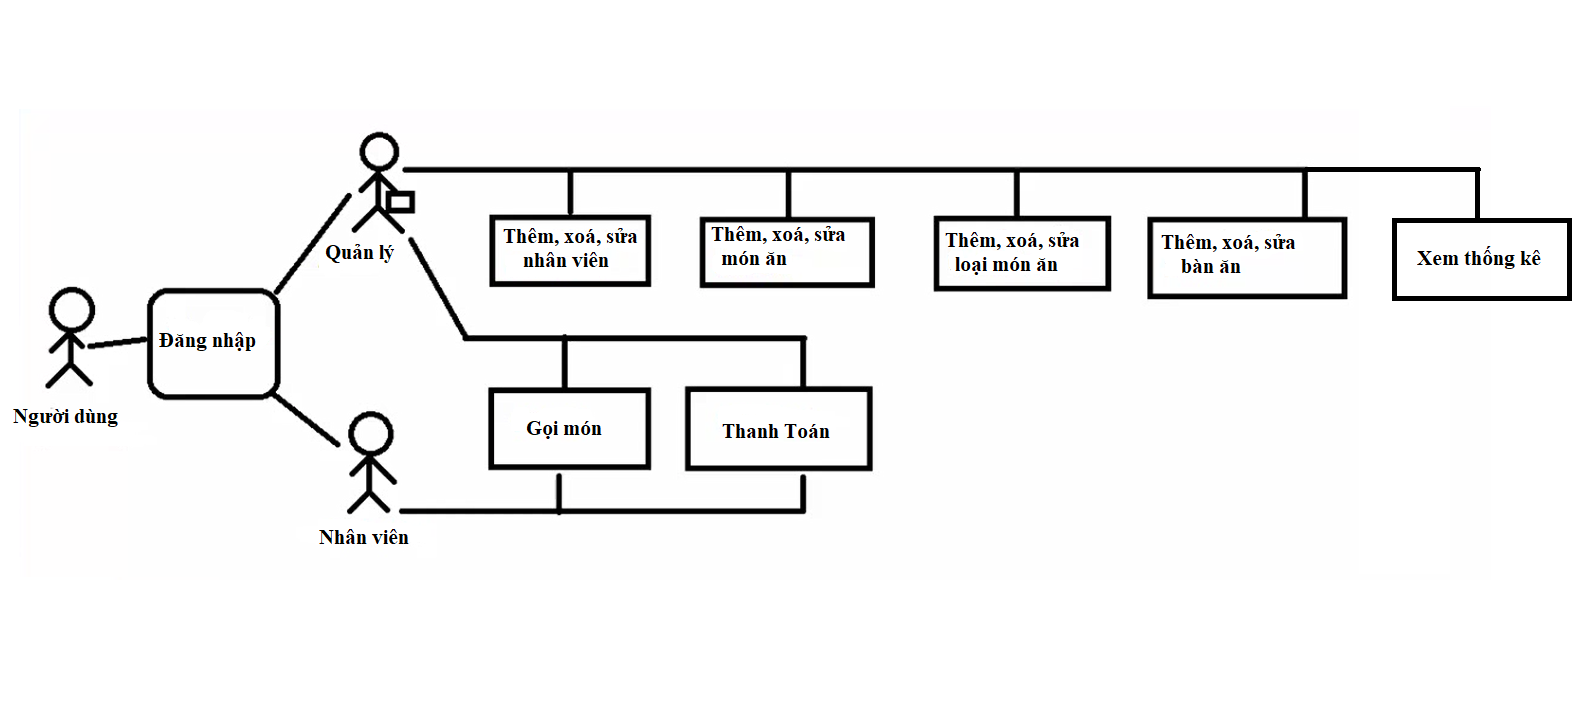 Quản lý
Thêm, xoá, sửa
nhân viên
Thêm, xoá, sửa
món ăn
Thêm, xoá, sửa
loại món ăn
Thêm, xoá, sửa
bàn ăn
Xem thống kê
Đăng nhập
Người dùng
Gọi món
Thanh Toán
Nhân viên